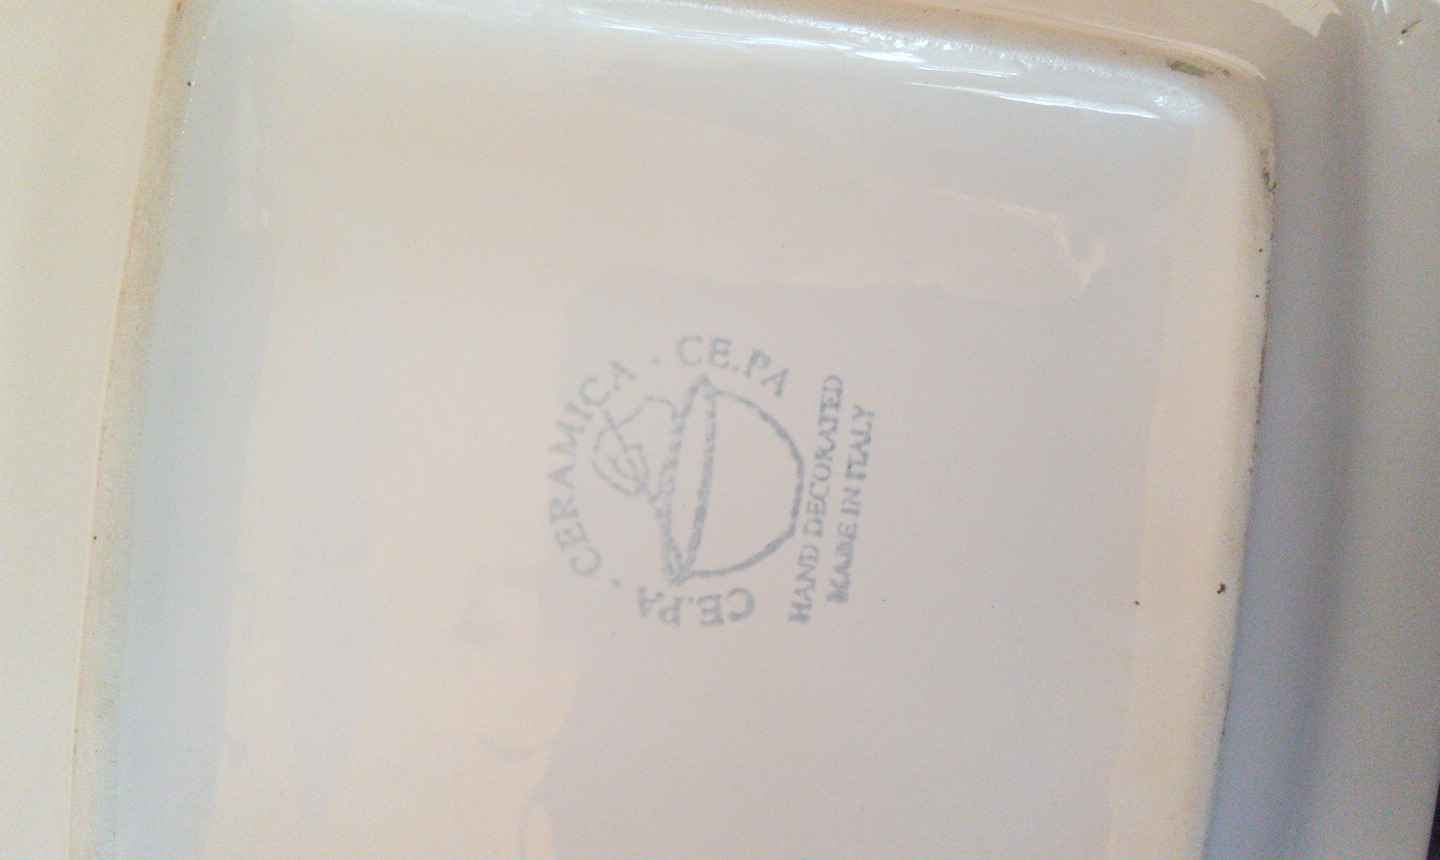 CE.PA · CERAMICA · CE.PA
HAND DECORATED
MADE IN ITALY